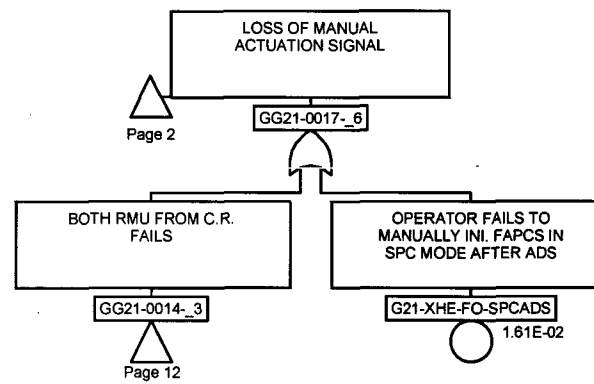 LOSS OF MANUAL
ACTUATION SIGNAL
Page 2
GG21-0017-_6
BOTH RMU FROM C.R.
FAILS
OPERATOR FAILS TO
MANUALLY INI. FAPCS IN
SPC MODE AFTER ADS
GG21-0014-_3
G21-XHE-FO-SPCADS
1.61E-02
Page 12